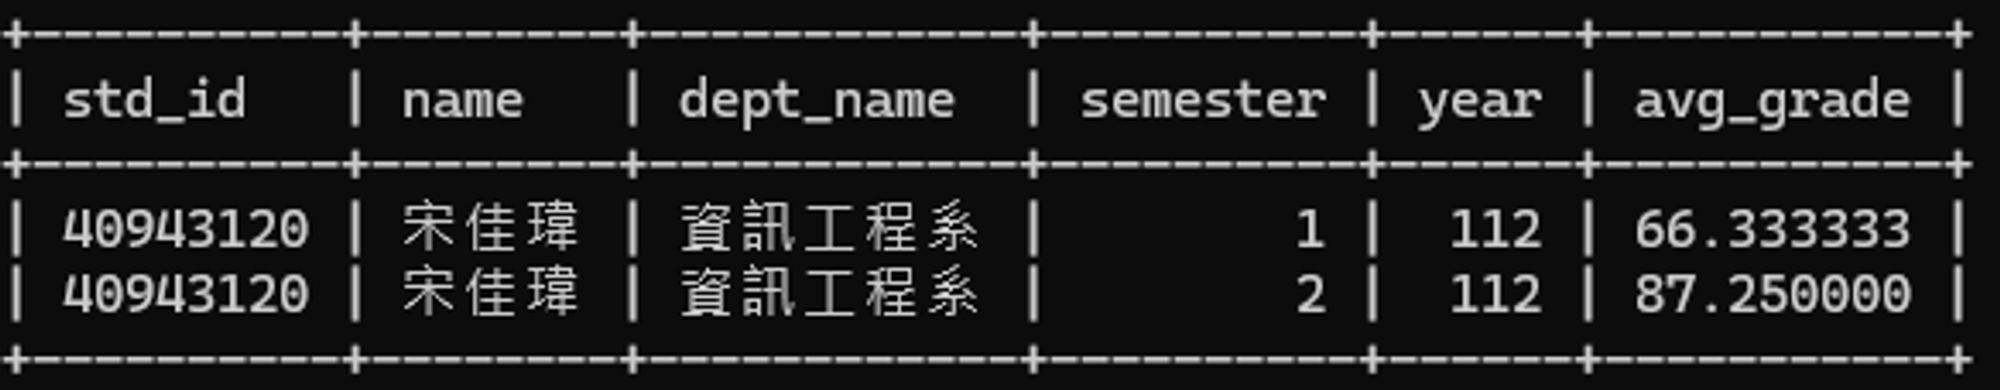 +----------+--------+------------+----------+------+------------+
| std_id   | name   | dept_name  | semester | year | avg_grade |
+----------+--------+------------+----------+------+------------+
| 40943120 | 宋佳瑋 | 資訊工程系 |        1 |  112 | 66.333333 |
| 40943120 | 宋佳瑋 | 資訊工程系 |        2 |  112 | 87.250000 |
+----------+--------+------------+----------+------+------------+